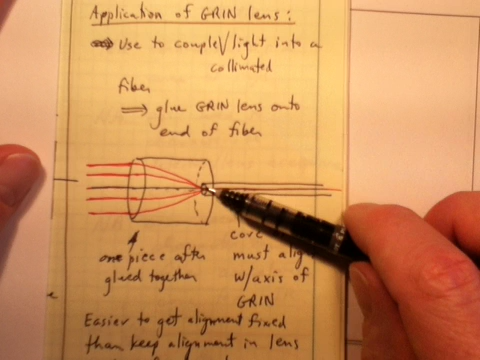 Application of GRIN lens:
⇒ Use to couple light into a
collimated
fiber
⇒ glue GRIN lens onto
end of fiber
core
one piece after
glued together
must align
w/axis of
GRIN
Easier to get alignment fixed
than keep alignment in lens